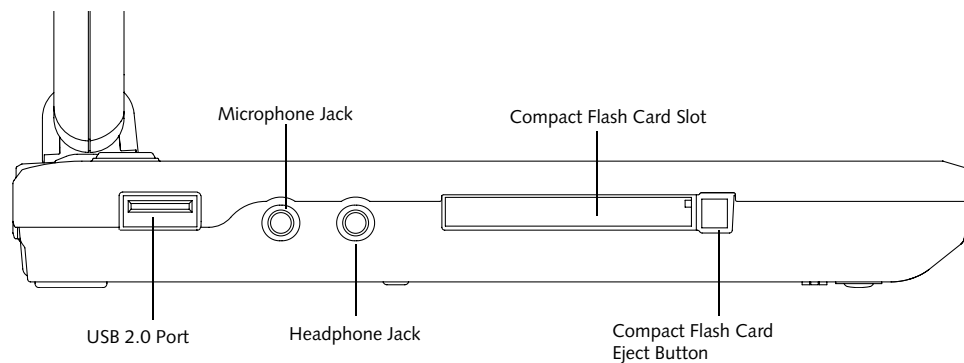 Microphone Jack
Compact Flash Card Slot
USB 2.0 Port
Headphone Jack
Compact Flash Card
Eject Button